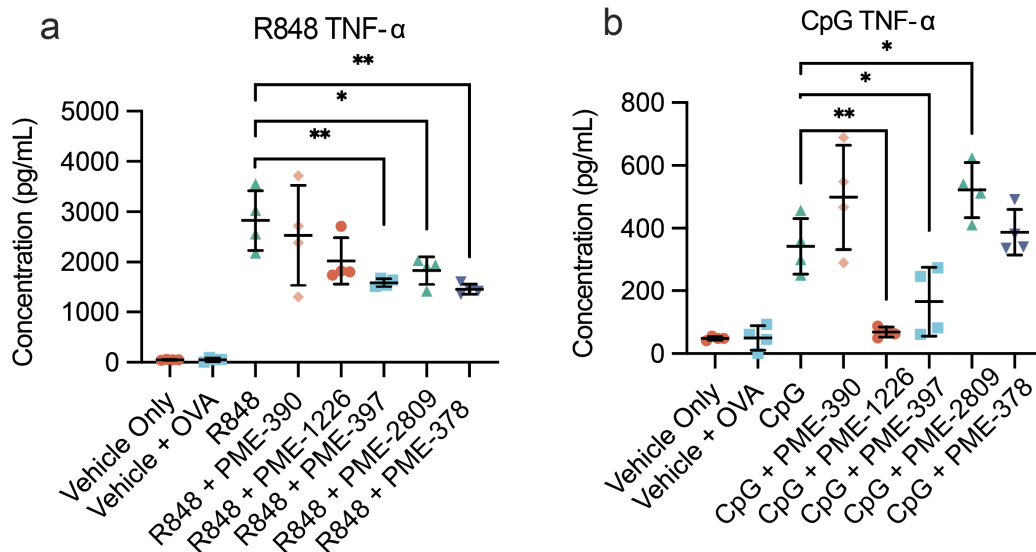 a
R848 TNF-α
**
*
**
Concentration (pg/mL)
5000
4000
3000
2000
1000
0
Vehicle Only
Vehicle + OVA
R848
R848 + PME-390
R848 + PME-1226
R848 + PME-397
R848 + PME-2809
R848 + PME-378
b
CpG TNF-α
*
*
**
Concentration (pg/mL)
800
600
400
200
0
Vehicle Only
Vehicle + OVA
CpG
CpG + PME-390
CpG + PME-1226
CpG + PME-397
CpG + PME-2809
CpG + PME-378